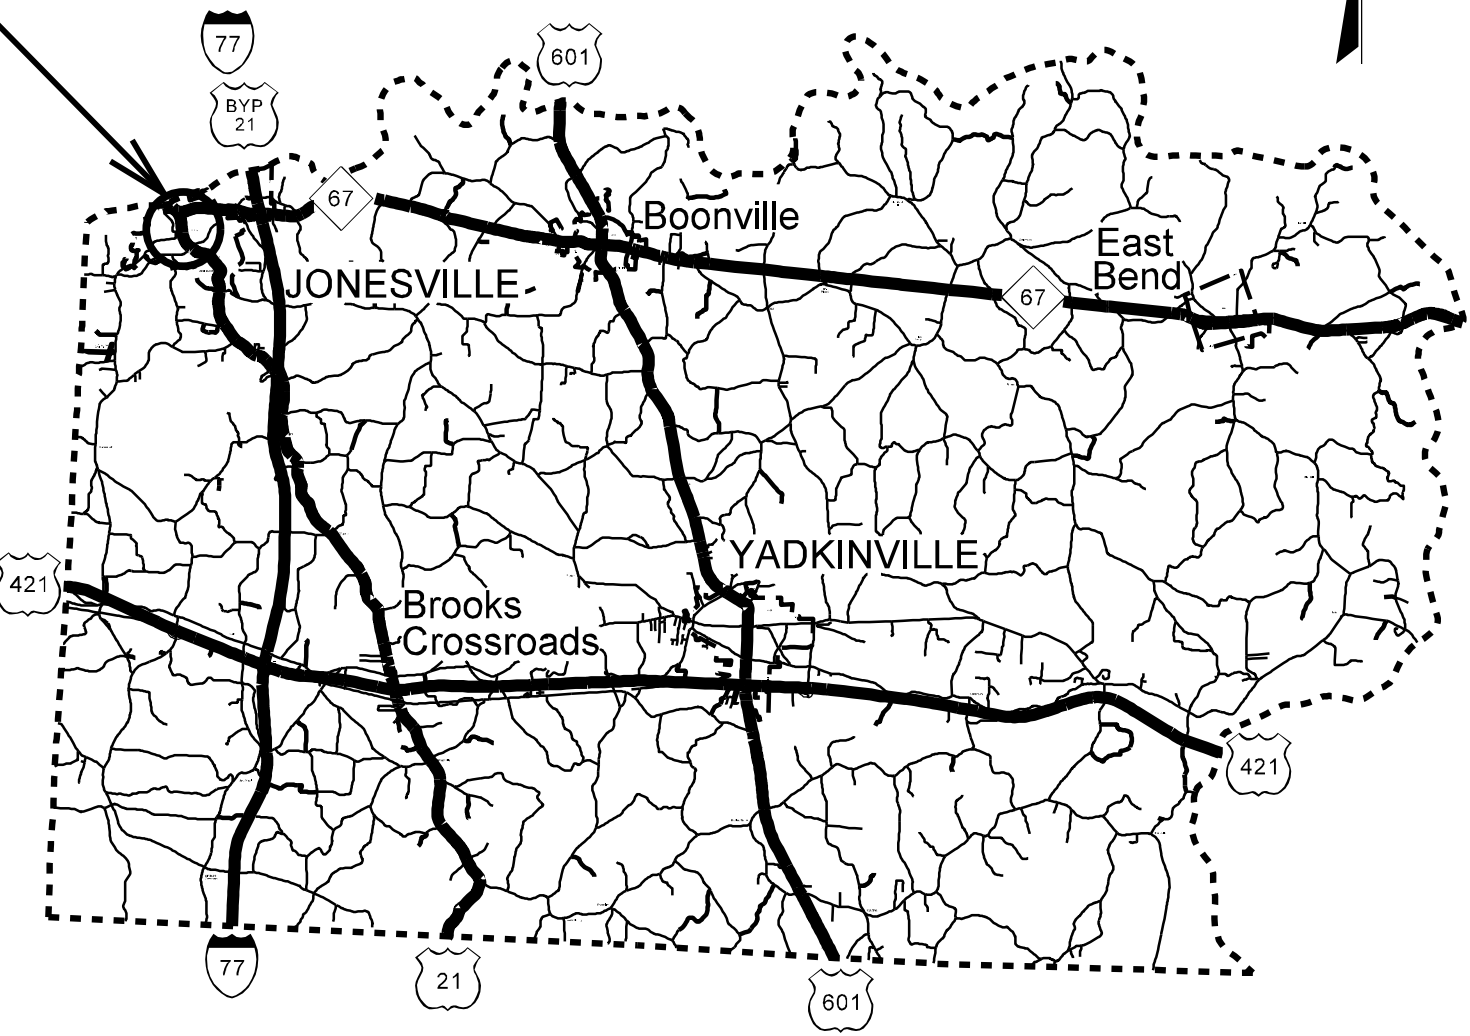 77
601
BYP
21
67
Boonville
East
Bend
JONESVILLE
67
YADKINVILLE
421
Brooks
Crossroads
421
77
21
601